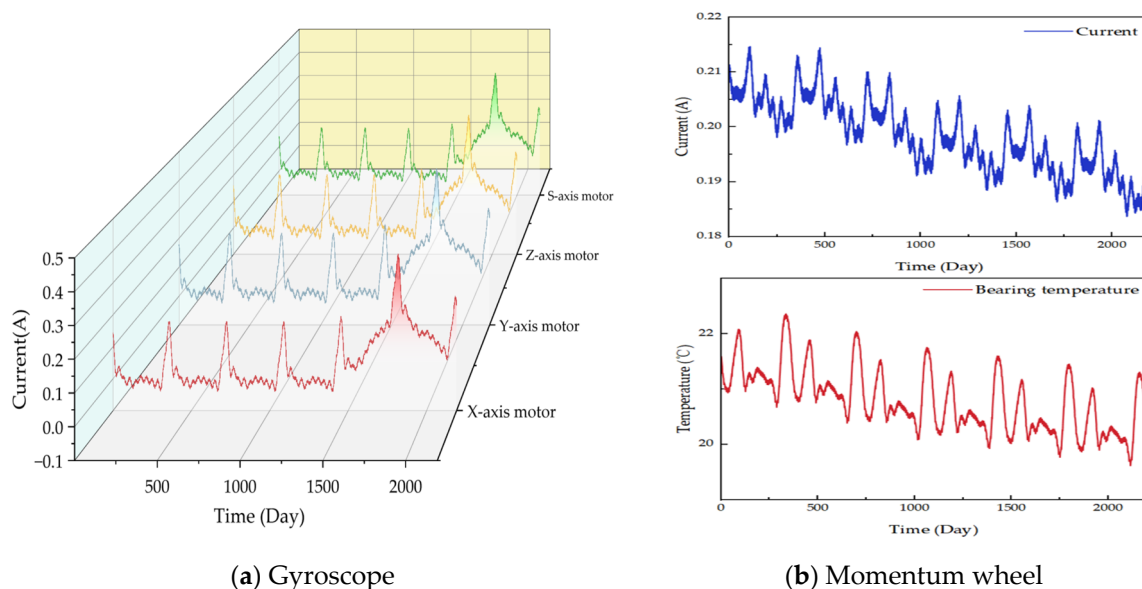 0.5
0.4
0.3
0.2
0.1
0.0
−0.1
Current(A)
500
1000
1500
2000
Time (Day)
S-axis motor
Z-axis motor
Y-axis motor
X-axis motor
(a) Gyroscope
0.22
0.21
0.20
0.19
0.18
Current (A)
Current
0
500
1000
1500
2000
Time (Day)
22
20
Temperature (℃)
Bearing temperature
0
500
1000
1500
2000
Time (Day)
(b) Momentum wheel